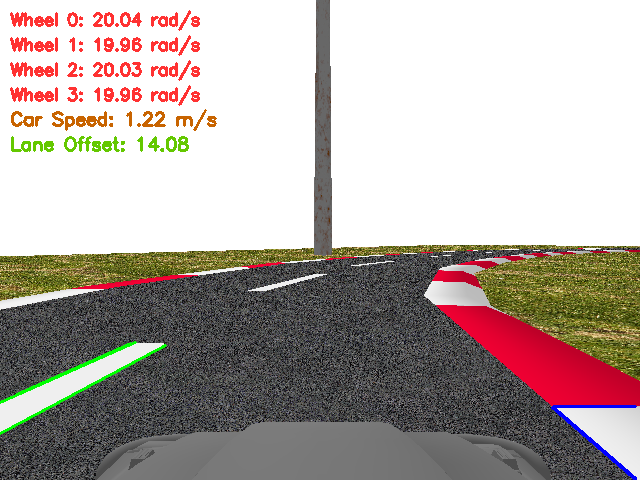 Wheel 0: 20.04 rad/s
Wheel 1: 19.96 rad/s
Wheel 2: 20.03 rad/s
Wheel 3: 19.96 rad/s
Car Speed: 1.22 m/s
Lane Offset: 14.08